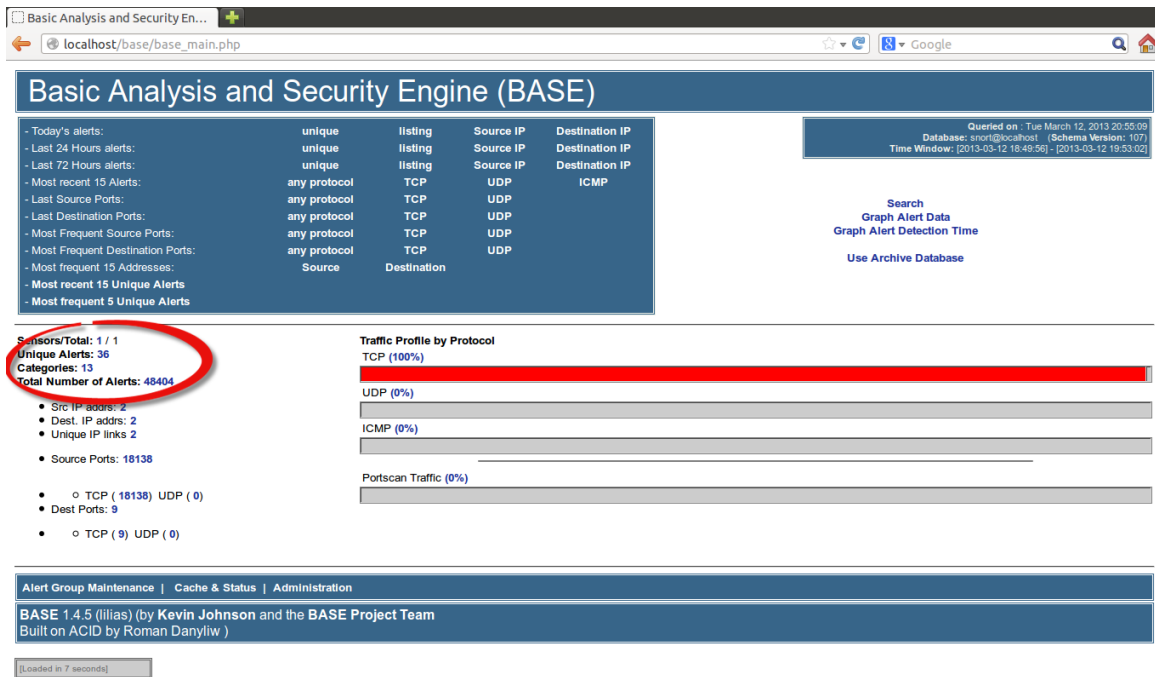 Basic Analysis and Security En...
localhost/base/base_main.php
Google
Basic Analysis and Security Engine (BASE)
- Today's alerts: unique listing Source IP Destination IP
- Last 24 Hours alerts: unique listing Source IP Destination IP
- Last 72 Hours alerts: unique listing Source IP Destination IP
- Most recent 15 Alerts: any protocol TCP UDP ICMP
- Last Source Ports: any protocol TCP UDP
- Last Destination Ports: any protocol TCP UDP
- Most Frequent Source Ports: any protocol TCP UDP
- Most Frequent Destination Ports: any protocol TCP UDP
- Most frequent 15 Addresses: Source Destination
- Most recent 15 Unique Alerts
- Most frequent 5 Unique Alerts
Queried on : Tue March 12, 2013 20:55:09
Database: snort@localhost (Schema Version: 107)
Time Window: [2013-03-12 18:49:56] - [2013-03-12 19:53:02]
Search
Graph Alert Data
Graph Alert Detection Time
Use Archive Database
Sensors/Total: 1 / 1
Unique Alerts: 36
Categories: 13
Total Number of Alerts: 48404
Src IP addrs: 2
Dest. IP addrs: 2
Unique IP links 2
Source Ports: 18138
TCP ( 18138) UDP ( 0)
Dest Ports: 9
TCP ( 9) UDP ( 0)
Traffic Profile by Protocol
TCP (100%)
UDP (0%)
ICMP (0%)
Portscan Traffic (0%)
Alert Group Maintenance | Cache & Status | Administration
BASE 1.4.5 (lilias) (by Kevin Johnson and the BASE Project Team
Built on ACID by Roman Danyliw )
[Loaded in 7 seconds]